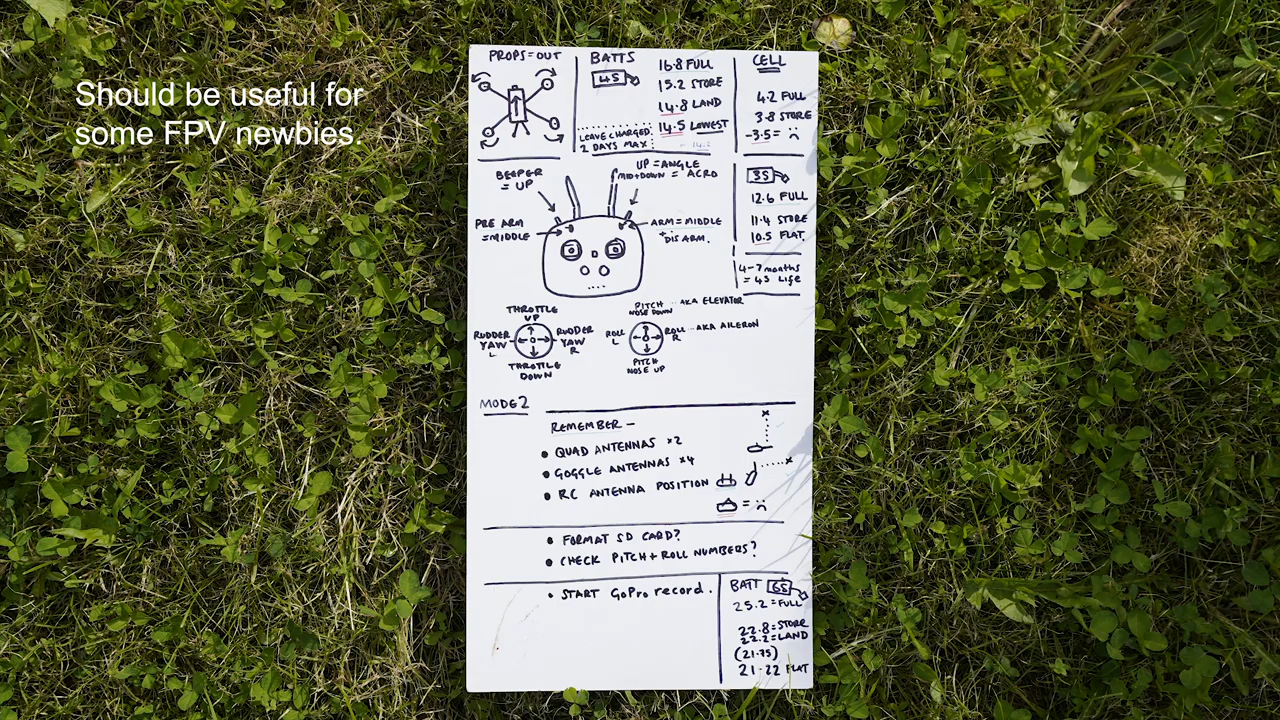 Should be useful for
some FPV newbies.
PROPS=OUT
BATTS
4S
16.8 FULL
15.2 STORE
14.8 LAND
14.5 LOWEST
LEAVE CHARGED
2 DAYS MAX
CELL
4.2 FULL
3.8 STORE
-3.5=
3S
12.6 FULL
11.4 STORE
10.5 FLAT
4-7 months
= 4S LIFE
BEEPER
= UP
UP = ANGLE
MID+DOWN = ACRO
PRE ARM
=MIDDLE
ARM = MIDDLE
+ DISARM.
THROTTLE
UP
RUDDER
YAW
L
RUDDER
YAW
R
THROTTLE
DOWN
PITCH
NOSE DOWN
... AKA ELEVATOR
ROLL
L
ROLL
R
... AKA AILERON
PITCH
NOSE UP
MODE 2
REMEMBER –
• QUAD ANTENNAS x2
• GOGGLE ANTENNAS x4
• RC ANTENNA POSITION
=
• FORMAT SD CARD?
• CHECK PITCH+ROLL NUMBERS?
• START GoPro record.
BATT 6S
25.2=FULL
22.8=STORE
22.2=LAND
(21.75)
21-22 FLAT